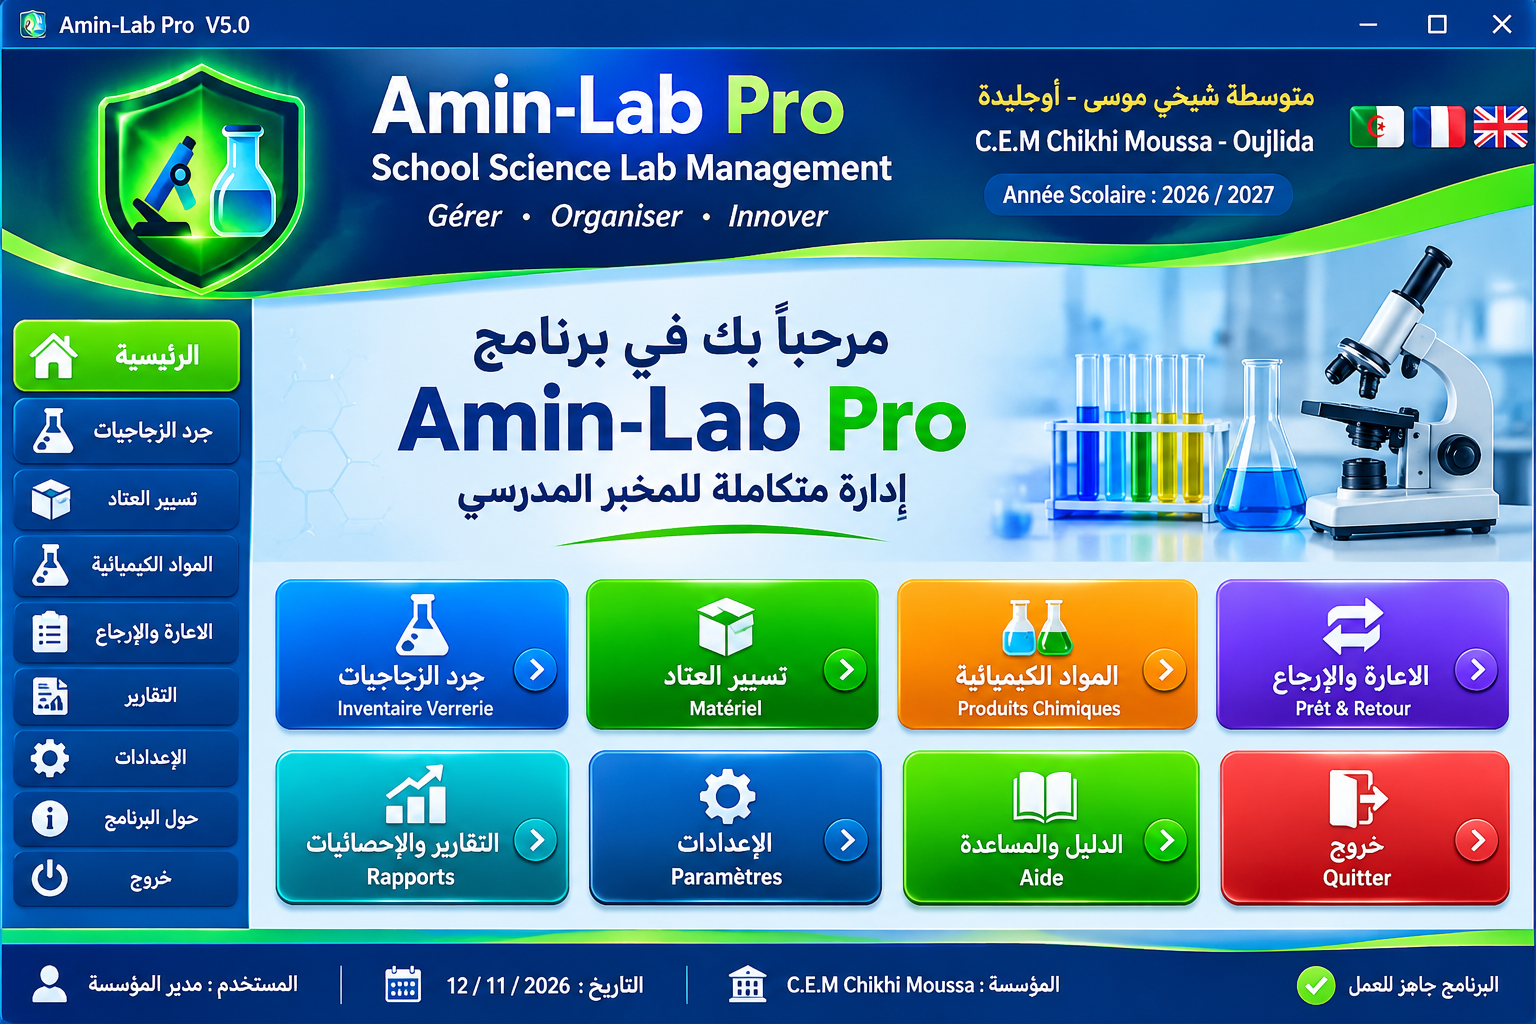 Amin-Lab Pro V5.0
Amin-Lab Pro
School Science Lab Management
Gérer • Organiser • Innover
متوسطة شيخي موسى - أوجليدة
C.E.M Chikhi Moussa - Oujlida
Année Scolaire : 2026 / 2027
الرئيسية
جرد الزجاجيات
تسيير العتاد
المواد الكيميائية
الاعارة والإرجاع
التقارير
الإعدادات
حول البرنامج
خروج
مرحباً بك في برنامج
Amin-Lab Pro
إدارة متكاملة للمخبر المدرسي
جرد الزجاجيات
Inventaire Verrerie
تسيير العتاد
Matériel
المواد الكيميائية
Produits Chimiques
الاعارة والإرجاع
Prêt & Retour
التقارير والإحصائيات
Rapports
الإعدادات
Paramètres
الدليل والمساعدة
Aide
خروج
Quitter
المستخدم : مدير المؤسسة
التاريخ : 2026 / 11 / 12
المؤسسة : C.E.M Chikhi Moussa
البرنامج جاهز للعمل